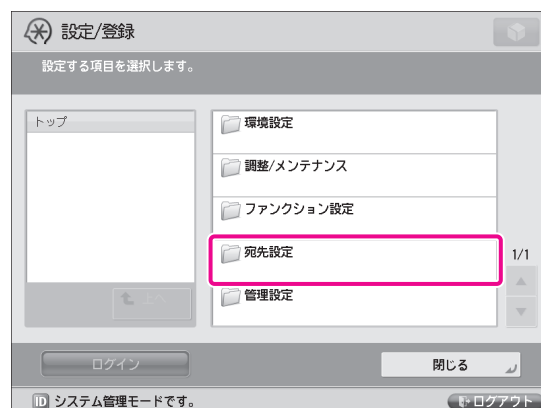 設定/登録
設定する項目を選択します。
トップ
環境設定
調整/メンテナンス
ファンクション設定
宛先設定
1/1
管理設定
上へ
ログイン
閉じる
ID システム管理モードです。
ログアウト